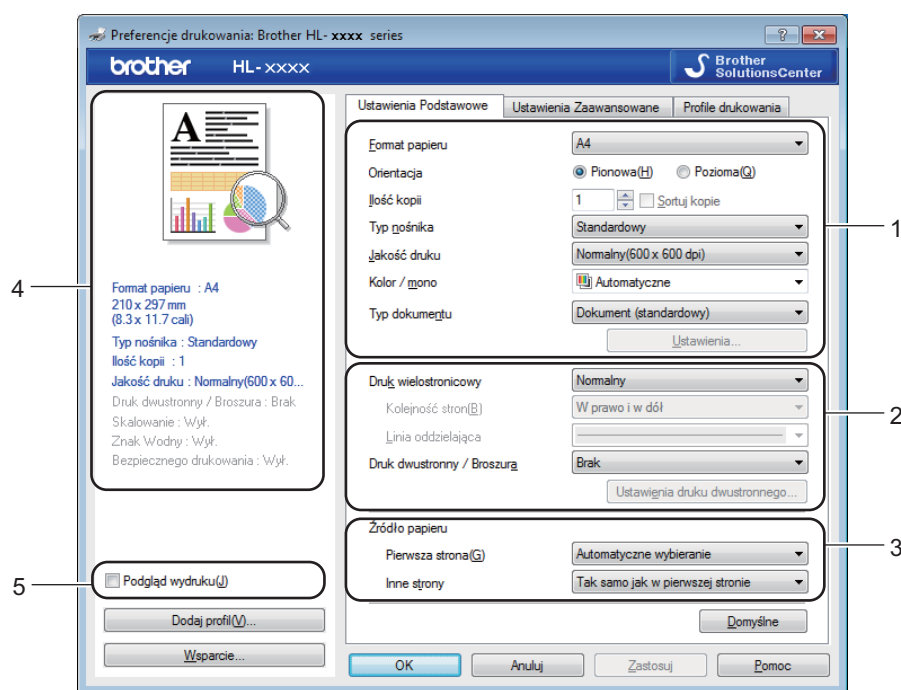 Preferencje drukowania: Brother HL- xxxx series
brother HL-xxxx
Brother
SolutionsCenter
Ustawienia Podstawowe
Ustawienia Zaawansowane
Profile drukowania
A
Format papieru : A4
210 x 297 mm
(8.3 x 11.7 cali)
Typ nośnika : Standardowy
Ilość kopii : 1
Jakość druku : Normalny(600 x 60...
Druk dwustronny / Broszura : Brak
Skalowanie : Wył.
Znak Wodny : Wył.
Bezpiecznego drukowania : Wył.
4
Podgląd wydruku(J)
5
Dodaj profil(V)...
Wsparcie...
Format papieru A4
Orientacja Pionowa(H) Pozioma(Q)
Ilość kopii 1 Sortuj kopie
Typ nośnika Standardowy
Jakość druku Normalny(600 x 600 dpi)
Kolor / mono Automatyczne
Typ dokumentu Dokument (standardowy)
Ustawienia...
1
Druk wielostronicowy Normalny
Kolejność stron(B) W prawo i w dół
Linia oddzielająca
Druk dwustronny / Broszura Brak
Ustawienia druku dwustronnego...
2
Źródło papieru
Pierwsza strona(G) Automatyczne wybieranie
Inne strony Tak samo jak w pierwszej stronie
3
Domyślne
OK Anuluj Zastosuj Pomoc